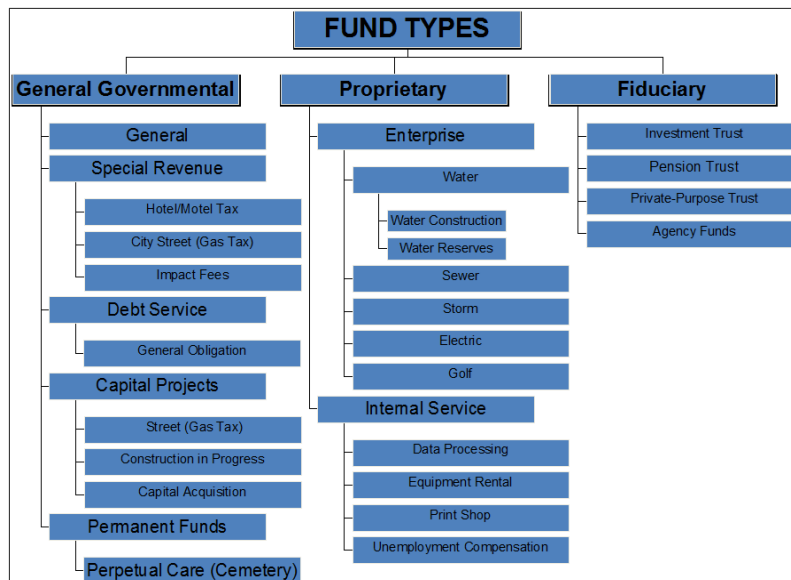 FUND TYPES
General Governmental
General
Special Revenue
Hotel/Motel Tax
City Street (Gas Tax)
Impact Fees
Debt Service
General Obligation
Capital Projects
Street (Gas Tax)
Construction in Progress
Capital Acquisition
Permanent Funds
Perpetual Care (Cemetery)
Proprietary
Enterprise
Water
Water Construction
Water Reserves
Sewer
Storm
Electric
Golf
Internal Service
Data Processing
Equipment Rental
Print Shop
Unemployment Compensation
Fiduciary
Investment Trust
Pension Trust
Private-Purpose Trust
Agency Funds